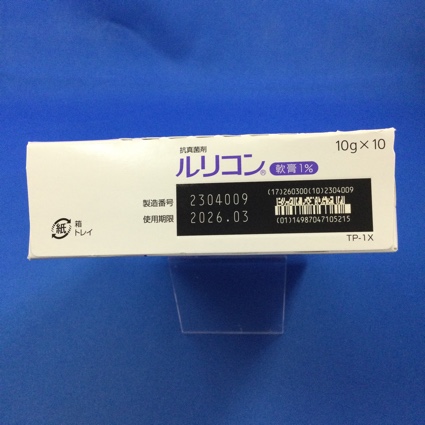 抗真菌剤
ルリコン® 軟膏1%
10g×10
製造番号 2304009
使用期限 2026.03
(17)260300(10)2304009
(01)14987047105215
紙 箱
トレイ
TP-1X